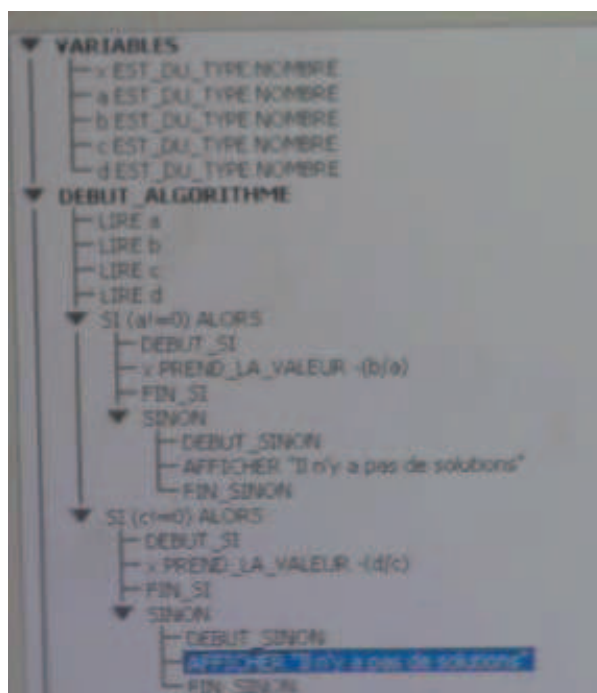 VARIABLES
x EST_DU_TYPE NOMBRE
a EST_DU_TYPE NOMBRE
b EST_DU_TYPE NOMBRE
c EST_DU_TYPE NOMBRE
d EST_DU_TYPE NOMBRE
DEBUT_ALGORITHME
LIRE a
LIRE b
LIRE c
LIRE d
SI (a!=0) ALORS
DEBUT_SI
x PREND_LA_VALEUR -(b/a)
FIN_SI
SINON
DEBUT_SINON
AFFICHER "Il n'y a pas de solutions"
FIN_SINON
SI (c!=0) ALORS
DEBUT_SI
x PREND_LA_VALEUR -(d/c)
FIN_SI
SINON
DEBUT_SINON
AFFICHER "Il n'y a pas de solutions"
FIN_SINON